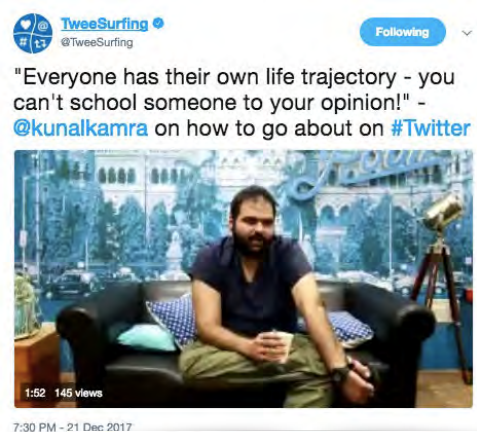 TweeSurfing
@TweeSurfing
Following
"Everyone has their own life trajectory - you
can't school someone to your opinion!" -
@kunalkamra on how to go about on #Twitter
1:52 145 views
7:30 PM - 21 Dec 2017